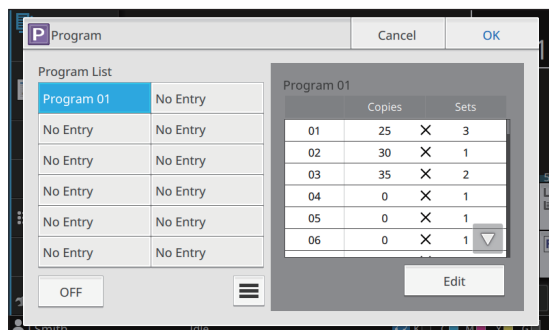 P Program
Cancel
OK
Program List
Program 01 No Entry
No Entry No Entry
No Entry No Entry
No Entry No Entry
No Entry No Entry
No Entry No Entry
OFF
Program 01
Copies Sets
01 25 × 3
02 30 × 1
03 35 × 2
04 0 × 1
05 0 × 1
06 0 × 1
Edit
Idle